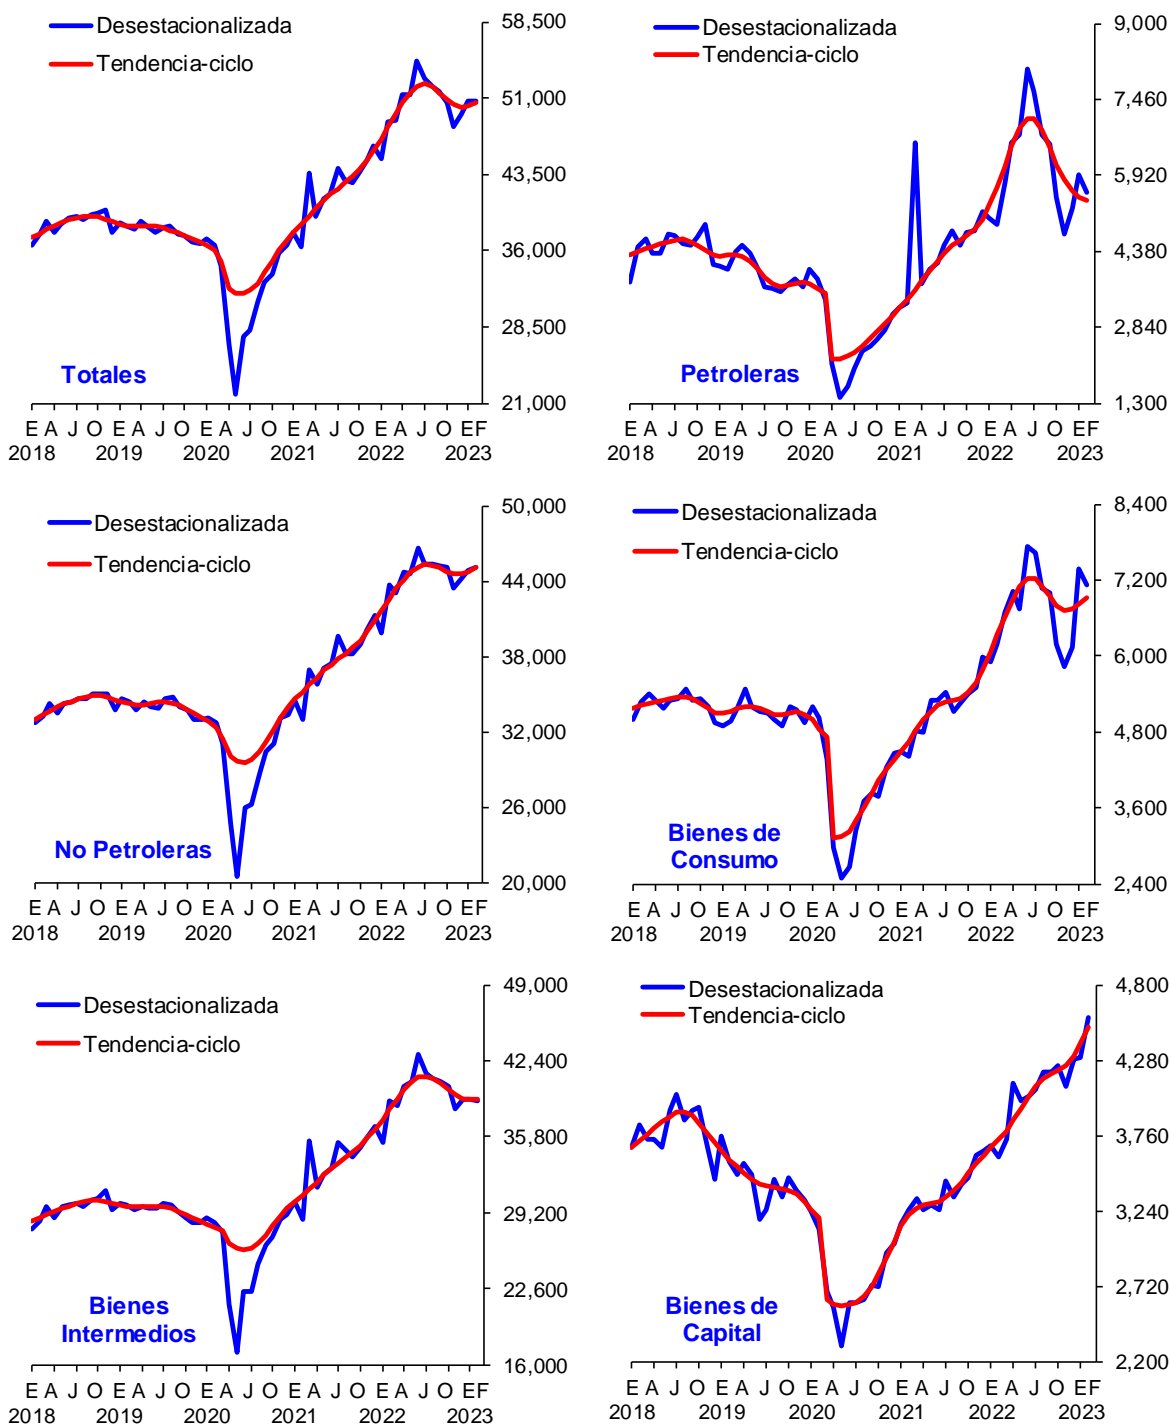 58,500
Desestacionalizada
Tendencia-ciclo
51,000
43,500
36,000
28,500
Totales
21,000
E A J O E A J O E A J O E A J O E A J O EF
2018 2019 2020 2021 2022 2023
9,000
Desestacionalizada
Tendencia-ciclo
7,460
5,920
4,380
2,840
Petroleras
1,300
E A J O E A J O E A J O E A J O E A J O EF
2018 2019 2020 2021 2022 2023
50,000
Desestacionalizada
Tendencia-ciclo
44,000
38,000
32,000
26,000
No Petroleras
20,000
E A J O E A J O E A J O E A J O E A J O EF
2018 2019 2020 2021 2022 2023
8,400
Desestacionalizada
Tendencia-ciclo
7,200
6,000
4,800
3,600
Bienes de
Consumo
2,400
E A J O E A J O E A J O E A J O E A J O EF
2018 2019 2020 2021 2022 2023
49,000
Desestacionalizada
Tendencia-ciclo
42,400
35,800
29,200
22,600
Bienes
Intermedios
16,000
E A J O E A J O E A J O E A J O E A J O EF
2018 2019 2020 2021 2022 2023
4,800
Desestacionalizada
Tendencia-ciclo
4,280
3,760
3,240
2,720
Bienes de
Capital
2,200
E A J O E A J O E A J O E A J O E A J O EF
2018 2019 2020 2021 2022 2023